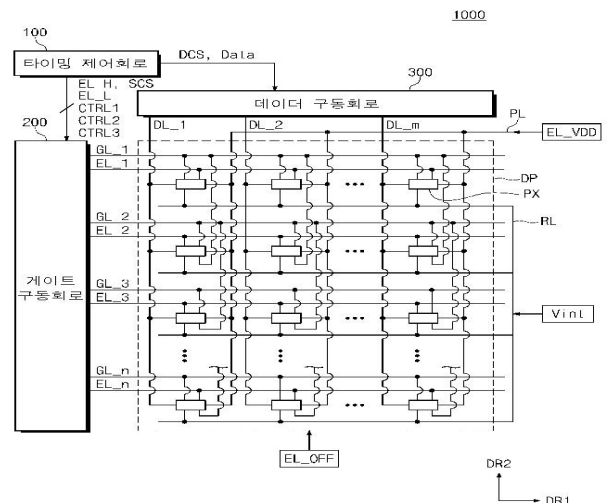 1000
100
타이밍 제어회로
DCS, Data
300
EL_H, SCS
EL_L
CTRL1
CTRL2
CTRL3
데이터 구동회로
200
DL_1
DL_2
DL_m
PL
EL_VDD
GL_1
EL_1
DP
PX
GL_2
EL_2
RL
게이트
구동회로
GL_3
EL_3
Vint
GL_n
EL_n
EL_OFF
DR2
DR1